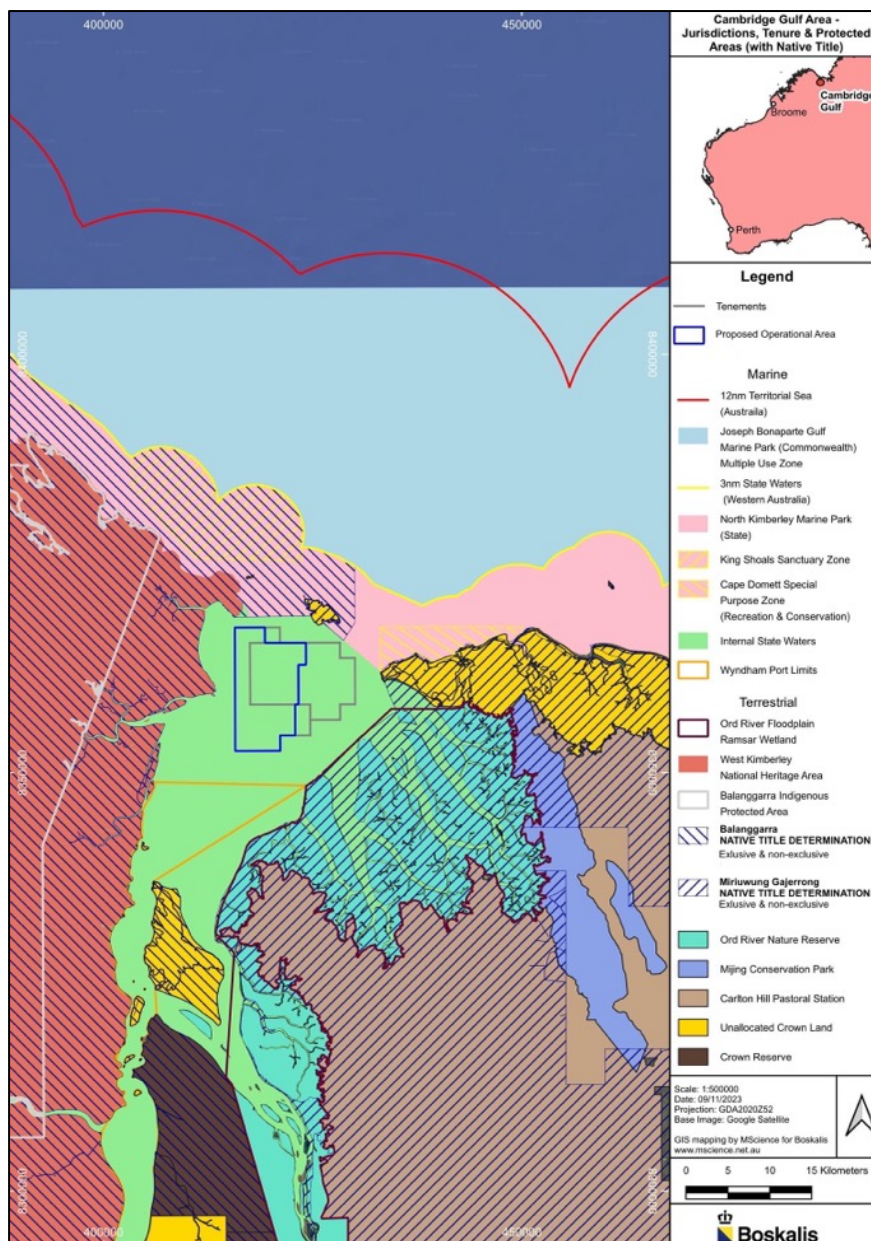 400000
450000
8400000
8350000
8350000
8300000
8300000
400000
450000
Cambridge Gulf Area -
Jurisdictions, Tenure & Protected
Areas (with Native Title)
Cambridge
Gulf
Broome
Perth
Legend
Tenements
Proposed Operational Area
Marine
12nm Territorial Sea
(Austraila)
Joseph Bonaparte Gulf
Marine Park (Commonwealth)
Multiple Use Zone
3nm State Waters
(Western Australia)
North Kimberley Marine Park
(State)
King Shoals Sanctuary Zone
Cape Domett Special
Purpose Zone
(Recreation & Conservation)
Internal State Waters
Wyndham Port Limits
Terrestrial
Ord River Floodplain
Ramsar Wetland
West Kimberley
National Heritage Area
Balanggarra Indigenous
Protected Area
Balanggarra
NATIVE TITLE DETERMINATION
Exlusive & non-exclusive
Miriuwung Gajerrong
NATIVE TITLE DETERMINATION
Exlusive & non-exclusive
Ord River Nature Reserve
Mijing Conservation Park
Carlton Hill Pastoral Station
Unallocated Crown Land
Crown Reserve
Scale: 1:500000
Date: 09/11/2023
Projection: GDA2020Z52
Base Image: Google Satellite
GIS mapping by MScience for Boskalis
www.mscience.net.au
0 5 10 15 Kilometers
Boskalis